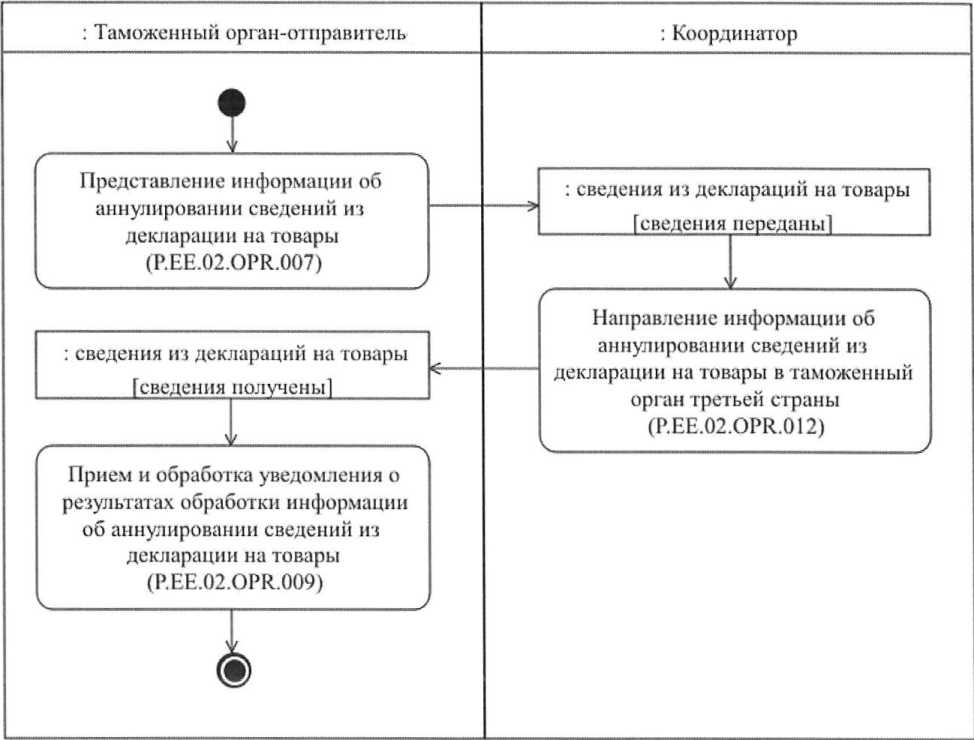 : Таможенный орган-отправитель
: Координатор
Представление информации об
аннулировании сведений из
декларации на товары
(P.EE.02.OPR.007)
: сведения из деклараций на товары
[сведения переданы]
Направление информации об
аннулировании сведений из
декларации на товары в таможенный
орган третьей страны
(P.EE.02.OPR.012)
: сведения из деклараций на товары
[сведения получены]
Прием и обработка уведомления о
результатах обработки информации
об аннулировании сведений из
декларации на товары
(P.EE.02.OPR.009)